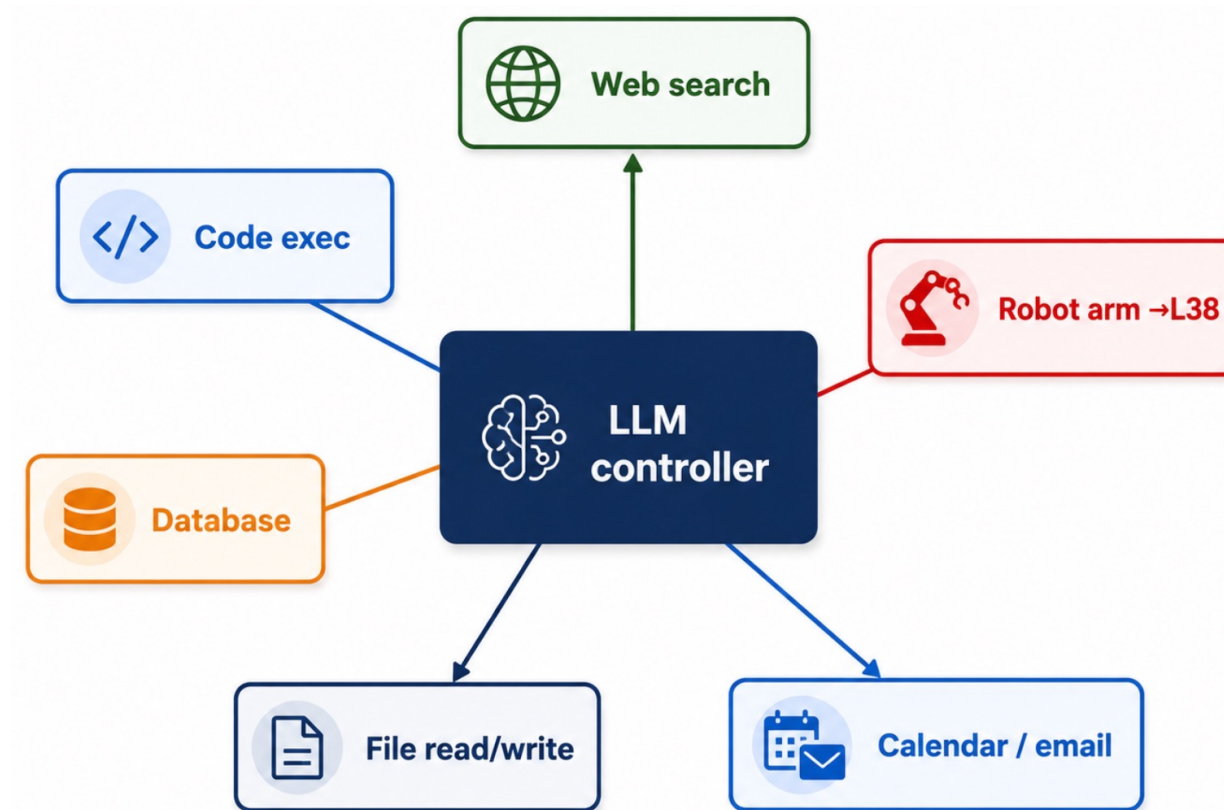 Web search
Code exec
Robot arm →L38
LLM
controller
Database
File read/write
Calendar / email